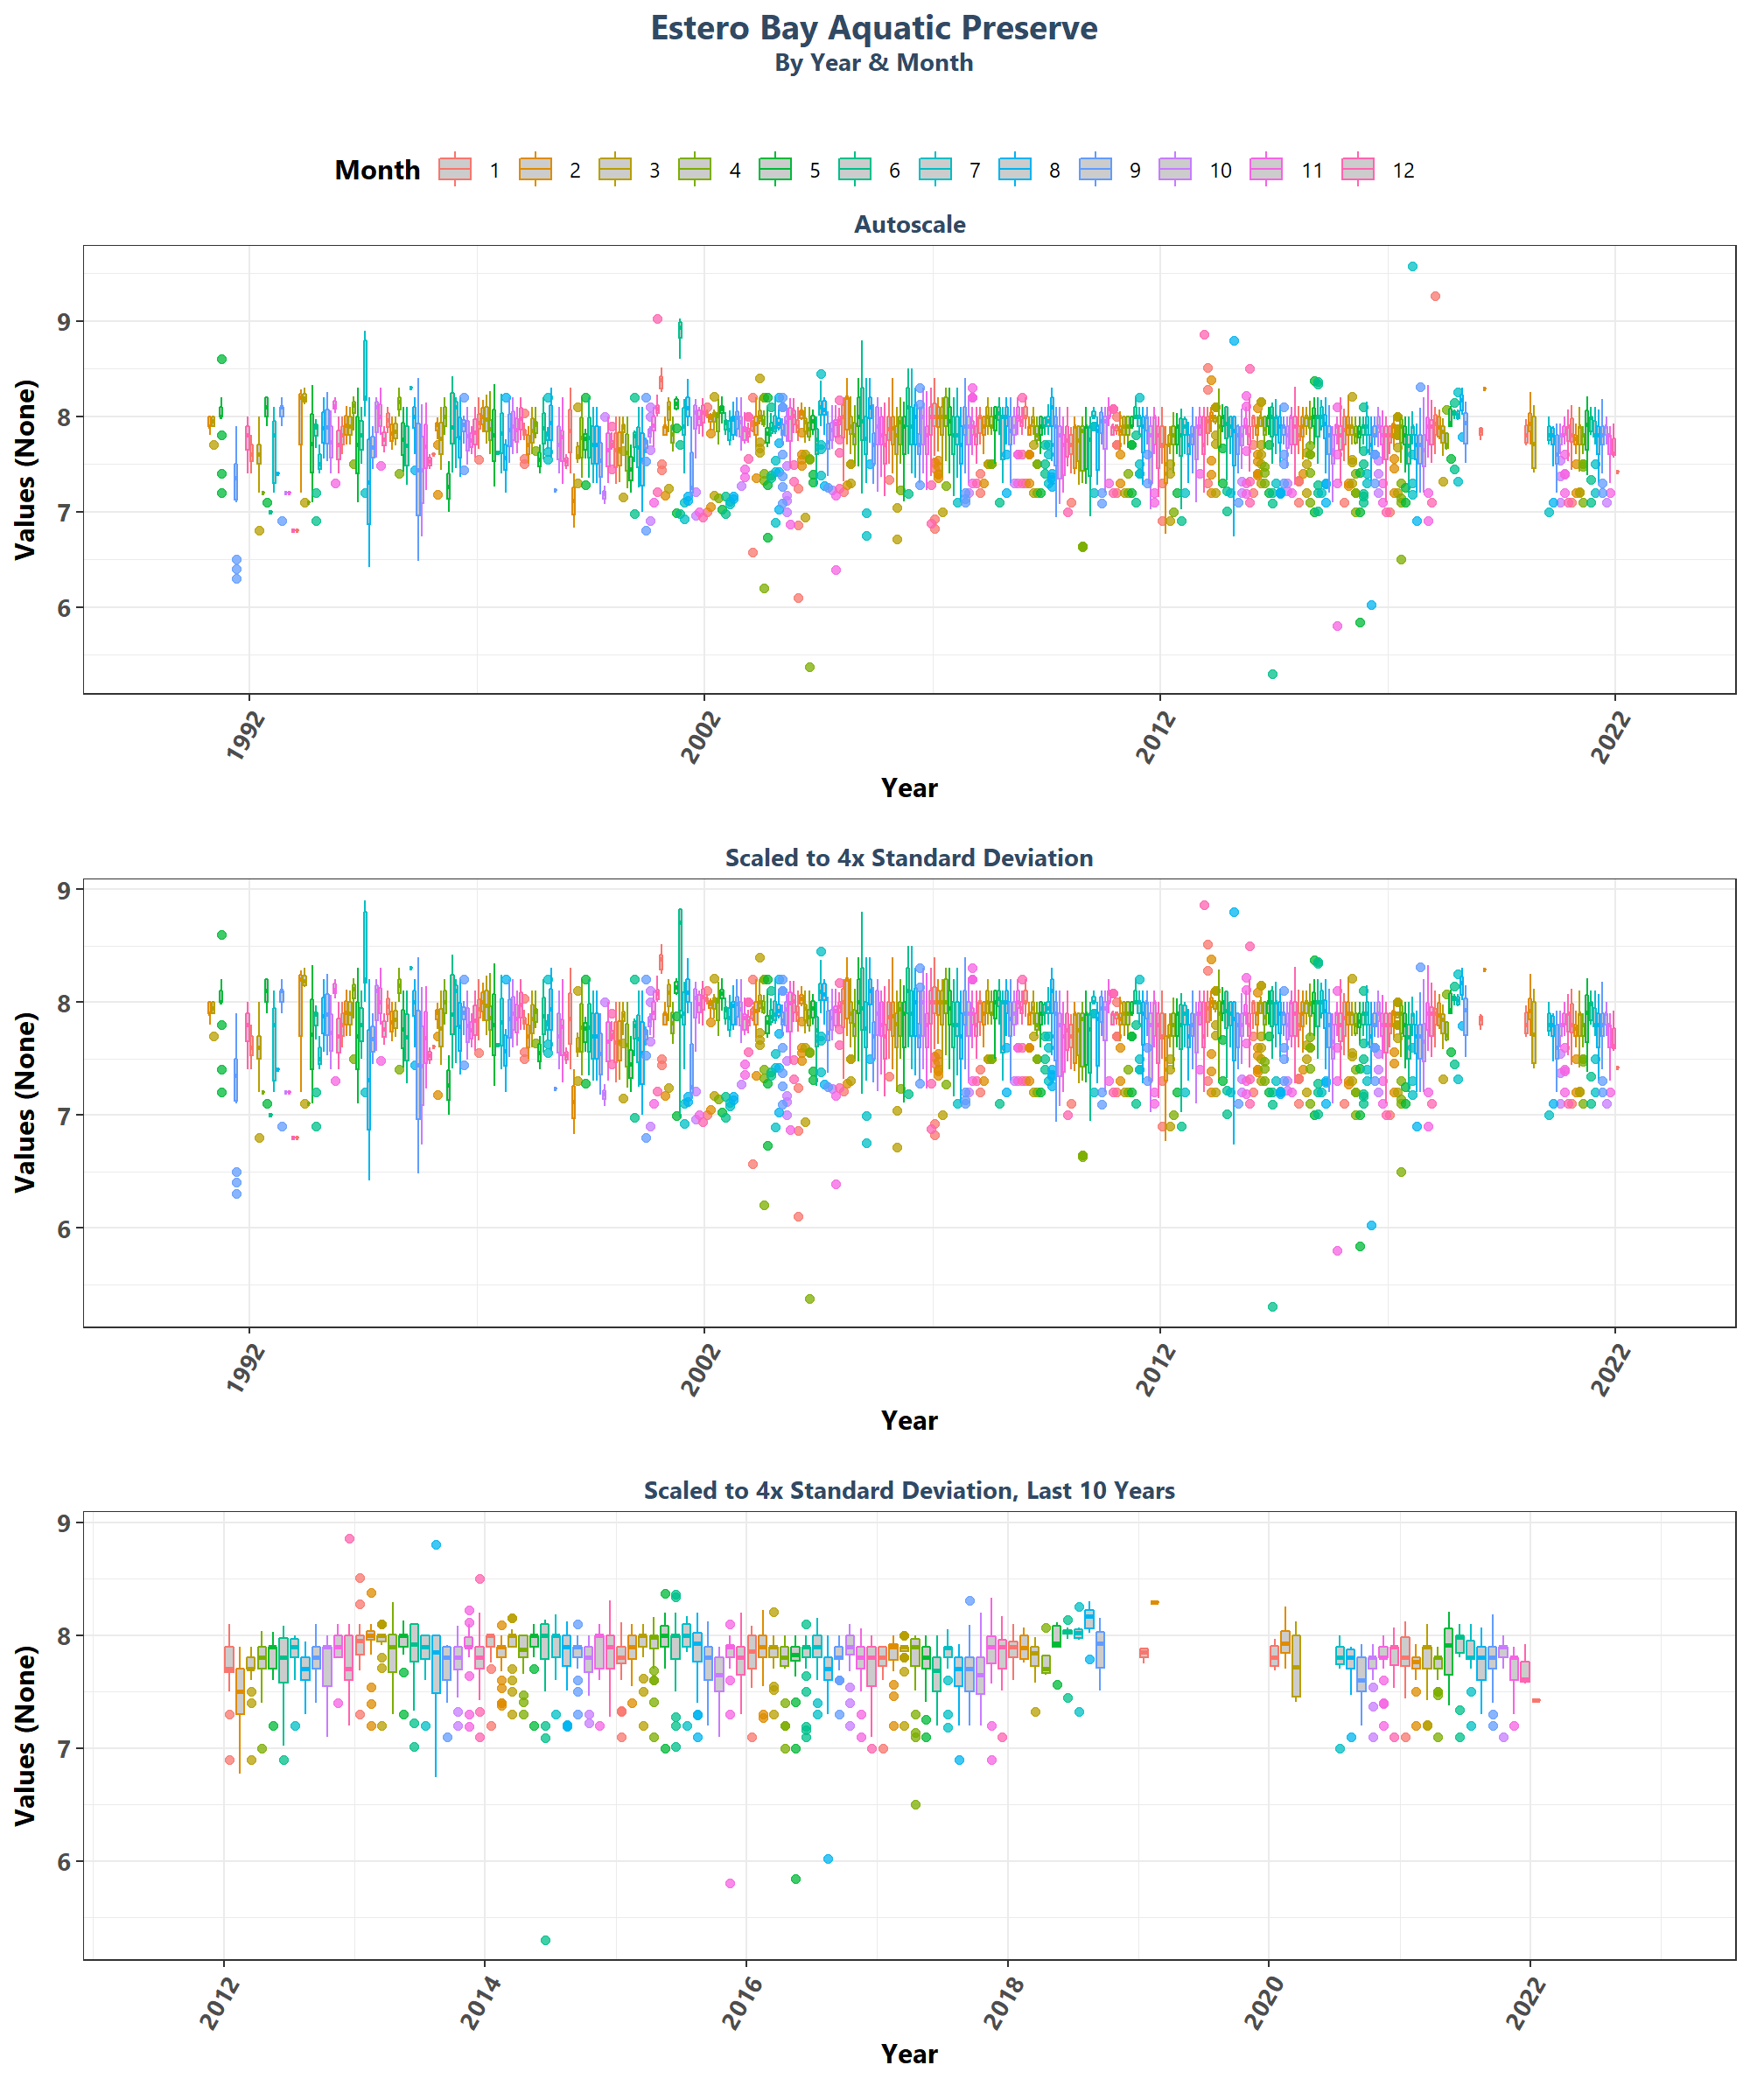 Estero Bay Aquatic Preserve
By Year & Month
Month 1 2 3 4 5 6 7 8 9 10 11 12
Autoscale
Values (None)
9
8
7
6
1992 2002 2012 2022
Year
Scaled to 4x Standard Deviation
Values (None)
9
8
7
6
1992 2002 2012 2022
Year
Scaled to 4x Standard Deviation, Last 10 Years
Values (None)
9
8
7
6
2012 2014 2016 2018 2020 2022
Year